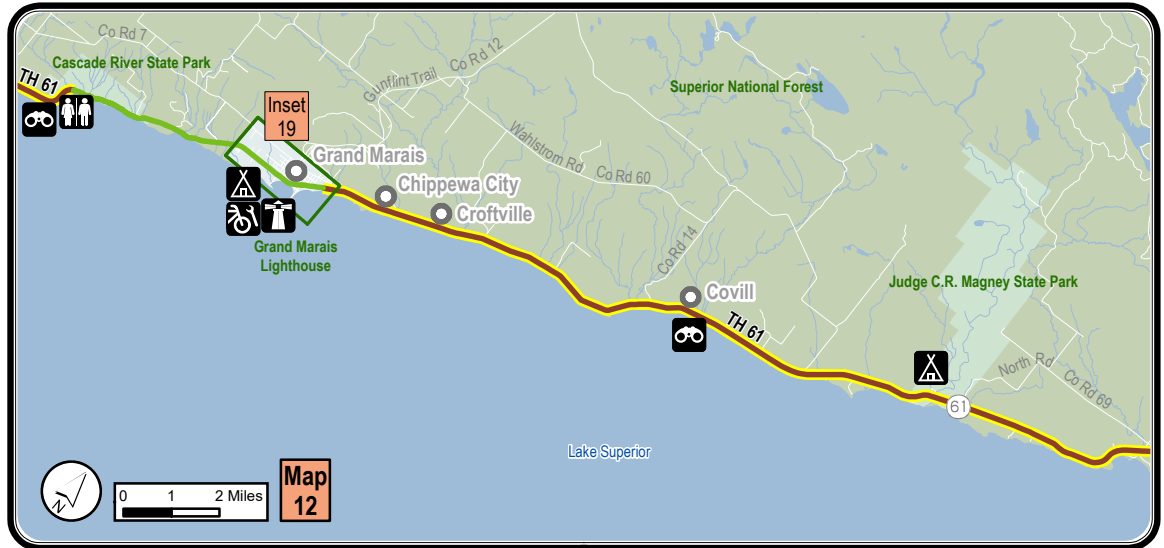 Co Rd 7
Cascade River State Park
TH 61
Gunflint Trail
Co Rd 12
Superior National Forest
Inset
19
Wahlstrom Rd
Co Rd 60
Grand Marais
Chippewa City
Croftville
Grand Marais
Lighthouse
Co Rd 14
Covill
Judge C.R. Magney State Park
TH 61
North Rd
Co Rd 69
61
Lake Superior
N
0 1 2 Miles
Map
12